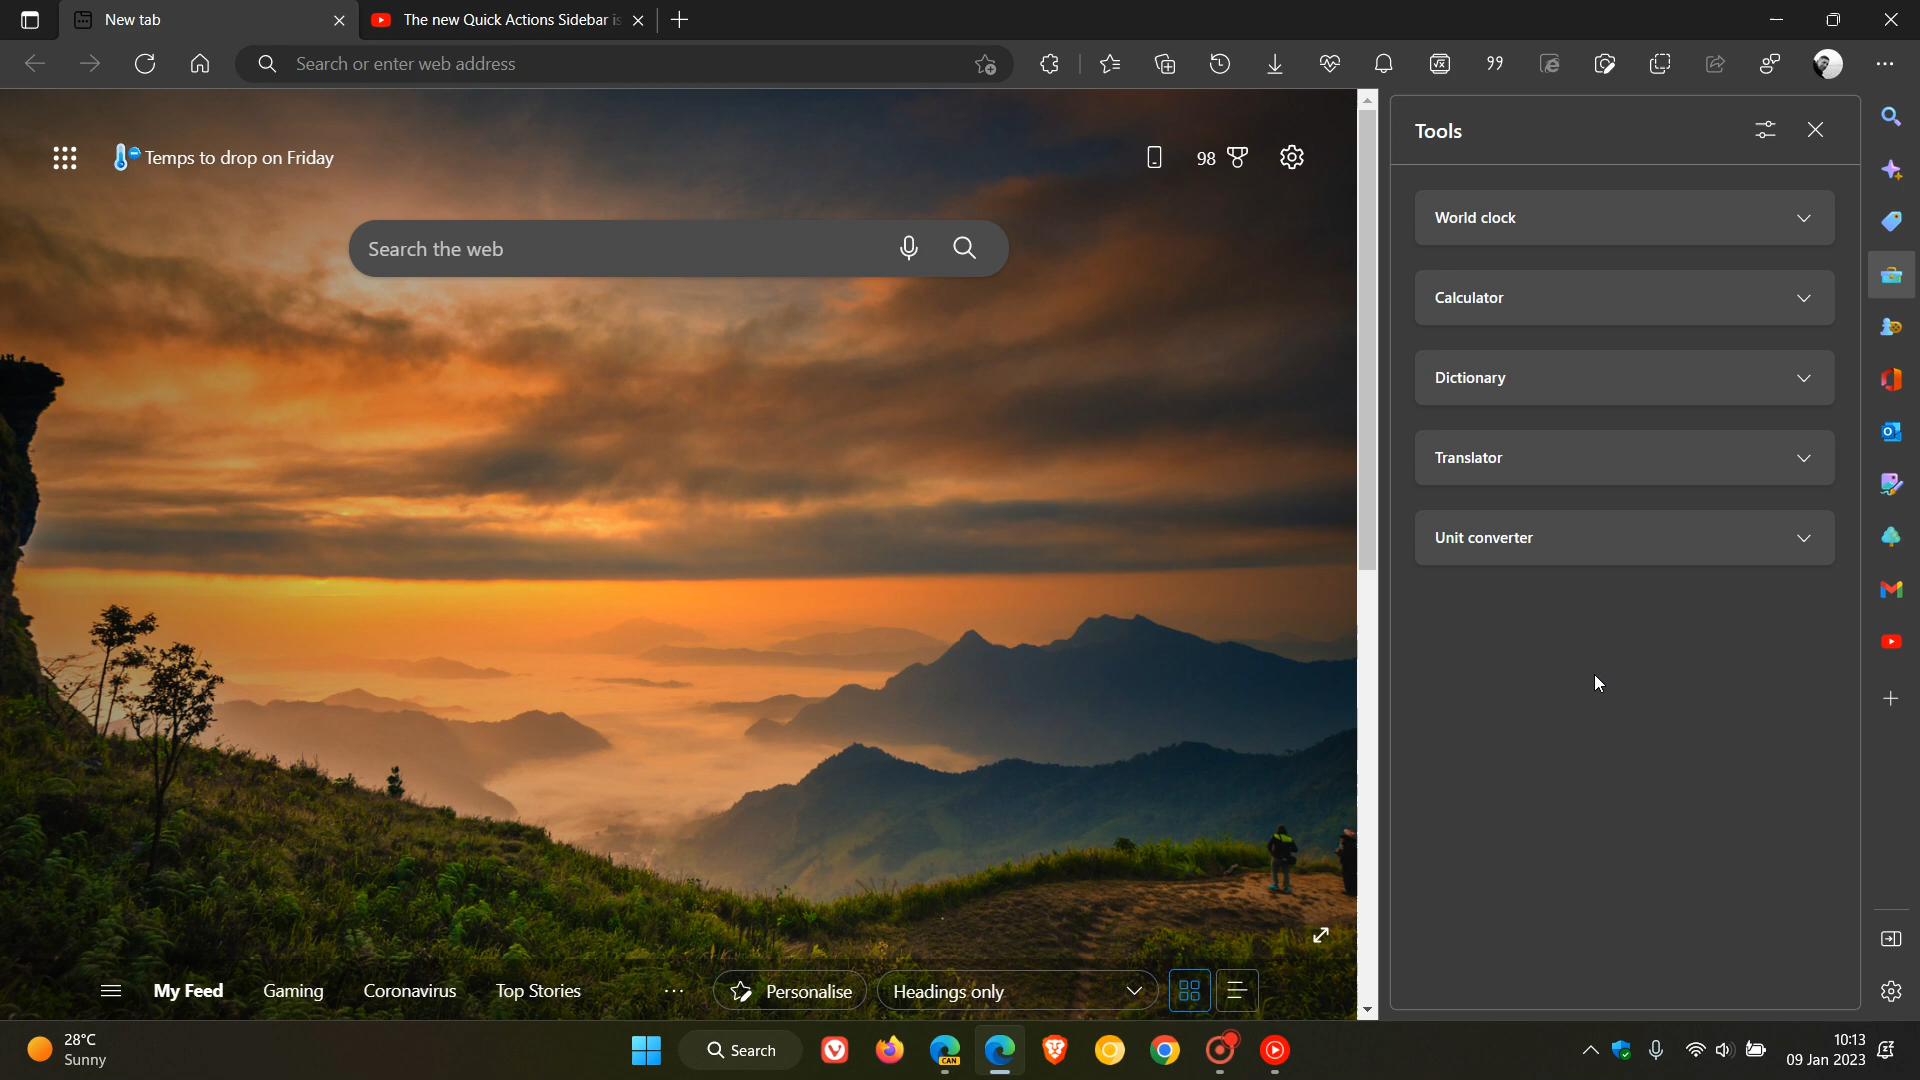 New tab
The new Quick Actions Sidebar is
Search or enter web address
Temps to drop on Friday
98
Search the web
Tools
World clock
Calculator
Dictionary
Translator
Unit converter
My Feed
Gaming
Coronavirus
Top Stories
Personalise
Headings only
28°C
Sunny
Search
CAN
10:13
09 Jan 2023